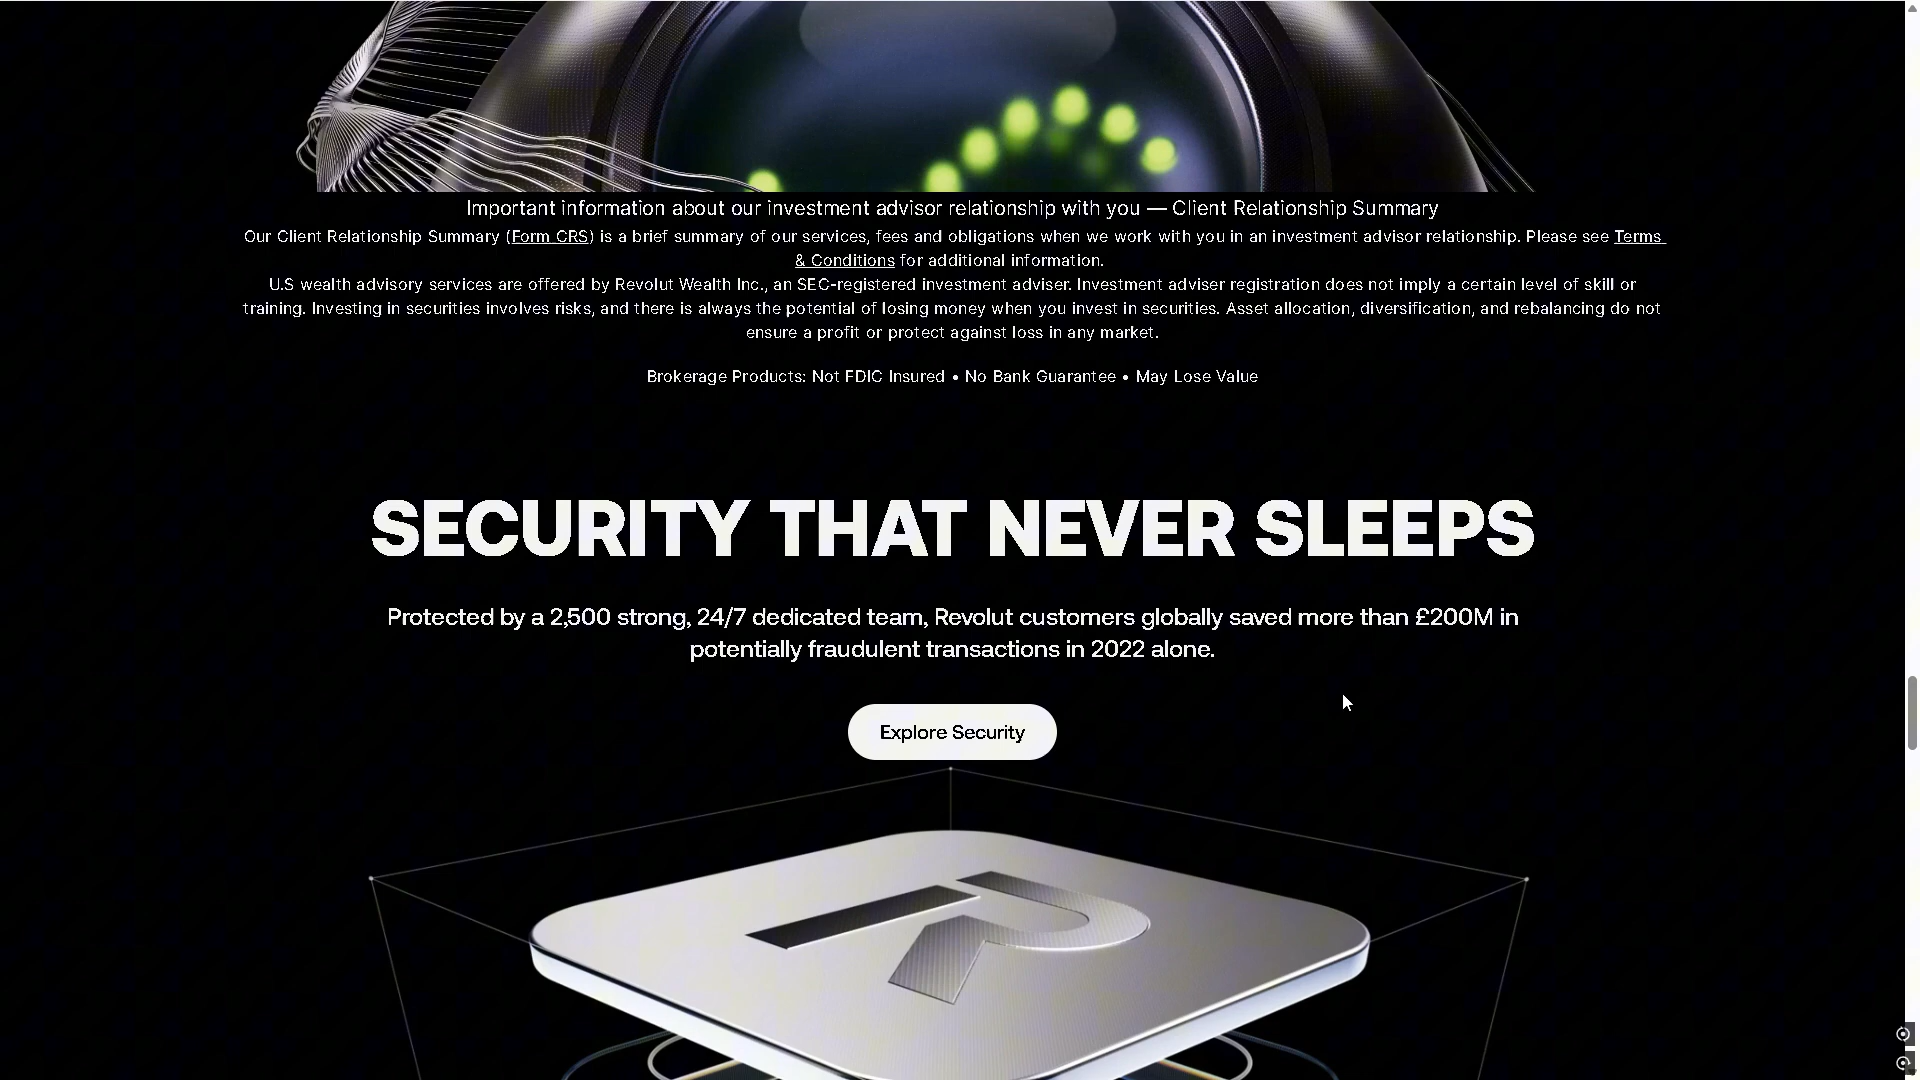 Important information about our investment advisor relationship with you — Client Relationship Summary
Our Client Relationship Summary (Form CRS) is a brief summary of our services, fees and obligations when we work with you in an investment advisor relationship. Please see Terms
& Conditions for additional information.
U.S wealth advisory services are offered by Revolut Wealth Inc., an SEC-registered investment adviser. Investment adviser registration does not imply a certain level of skill or
training. Investing in securities involves risks, and there is always the potential of losing money when you invest in securities. Asset allocation, diversification, and rebalancing do not
ensure a profit or protect against loss in any market.
Brokerage Products: Not FDIC Insured • No Bank Guarantee • May Lose Value
SECURITY THAT NEVER SLEEPS
Protected by a 2,500 strong, 24/7 dedicated team, Revolut customers globally saved more than £200M in
potentially fraudulent transactions in 2022 alone.
Explore Security
R